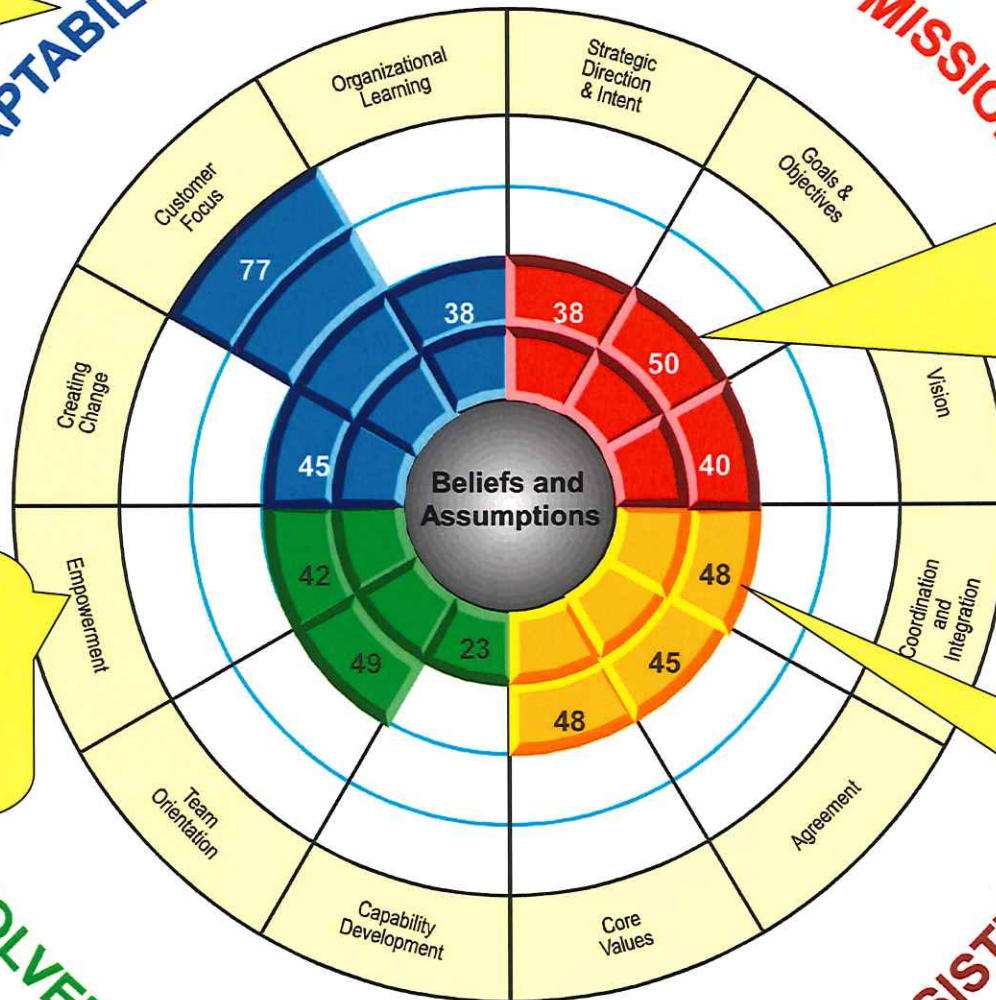 APTABIL
MISSIO
Organizational
Learning
Strategic
Direction
& Intent
Customer
Focus
Goals &
Objectives
77
38
38
50
Creating
Change
Vision
45
40
Beliefs and
Assumptions
Empowerment
42
48
Coordination
and
Integration
49
23
45
48
Team
Orientation
Agreement
Capability
Development
Core
Values
OLVE
SIST